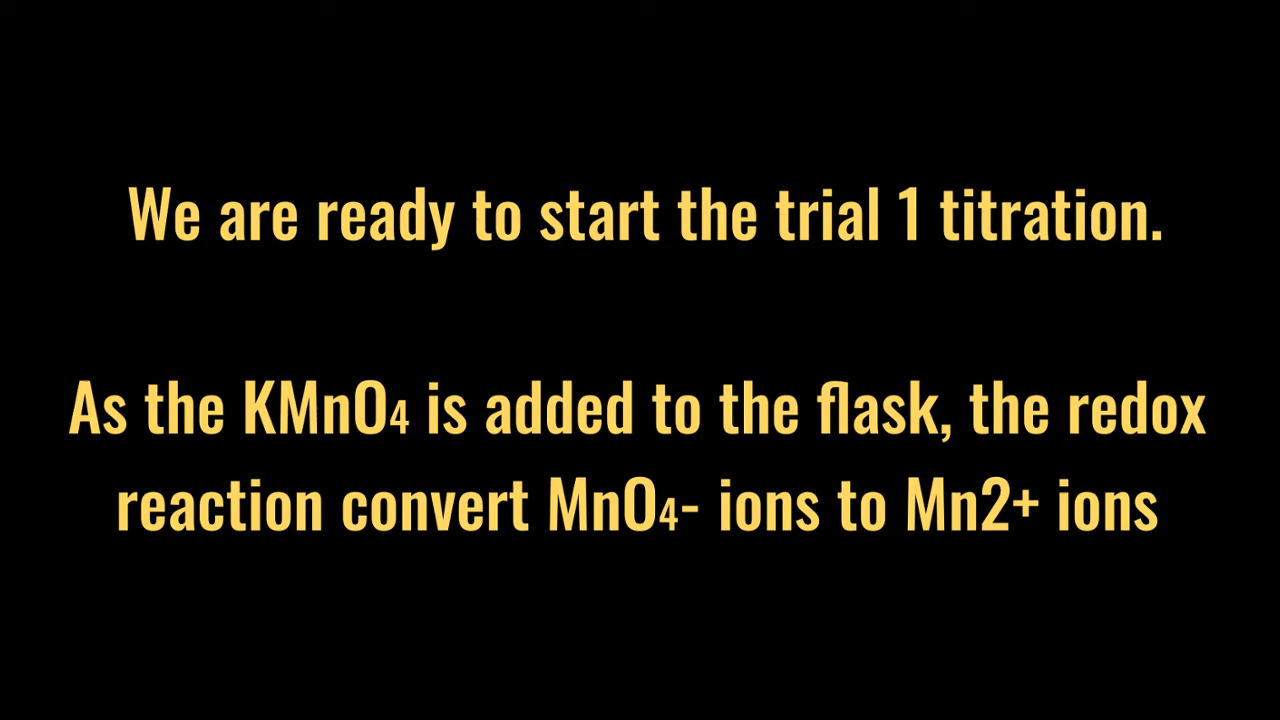 We are ready to start the trial 1 titration.
As the KMnO₄ is added to the flask, the redox
reaction convert MnO₄- ions to Mn2+ ions